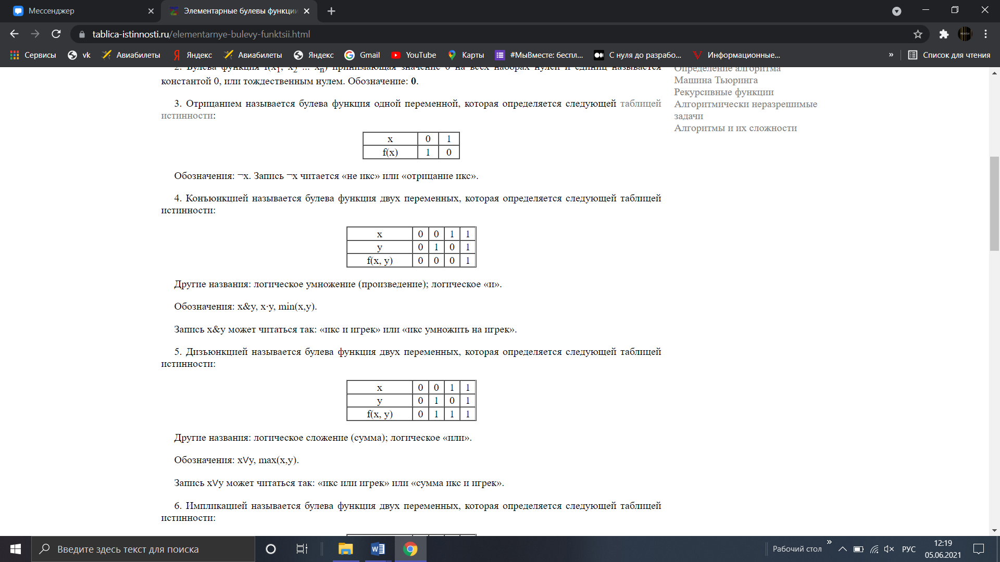 Мессенджер
Элементарные булевы функции
tablica-istinnosti.ru/elementarnye-bulevy-funktsii.html
Сервисы vk Авиабилеты Яндекс Авиабилеты Яндекс Gmail YouTube Карты #МыВместе: беспл... С нуля до разрабо... Информационные... » Список для чтения
2. Булева функция f(x1, x2 ... xn) принимающая значение 0 на всех наборах нулей и единиц называется
константой 0, или тождественным нулем. Обозначение: 0.
3. Отрицанием называется булева функция одной переменной, которая определяется следующей таблицей
истинности:
x 0 1
f(x) 1 0
Обозначения: ¬x. Запись ¬x читается «не икс» или «отрицание икс».
4. Конъюнкцией называется булева функция двух переменных, которая определяется следующей таблицей
истинности:
x 0 0 1 1
y 0 1 0 1
f(x, y) 0 0 0 1
Другие названия: логическое умножение (произведение); логическое «и».
Обозначения: x&y, x·y, min(x,y).
Запись x&y может читаться так: «икс и игрек» или «икс умножить на игрек».
5. Дизъюнкцией называется булева функция двух переменных, которая определяется следующей таблицей
истинности:
x 0 0 1 1
y 0 1 0 1
f(x, y) 0 1 1 1
Другие названия: логическое сложение (сумма); логическое «или».
Обозначения: x∨y, max(x,y).
Запись x∨y может читаться так: «икс или игрек» или «сумма икс и игрек».
6. Импликацией называется булева функция двух переменных, которая определяется следующей таблицей
истинности:
Определение алгоритма
Машина Тьюринга
Рекурсивные функции
Алгоритмически неразрешимые
задачи
Алгоритмы и их сложности
Введите здесь текст для поиска
Рабочий стол »
РУС
12:19
05.06.2021